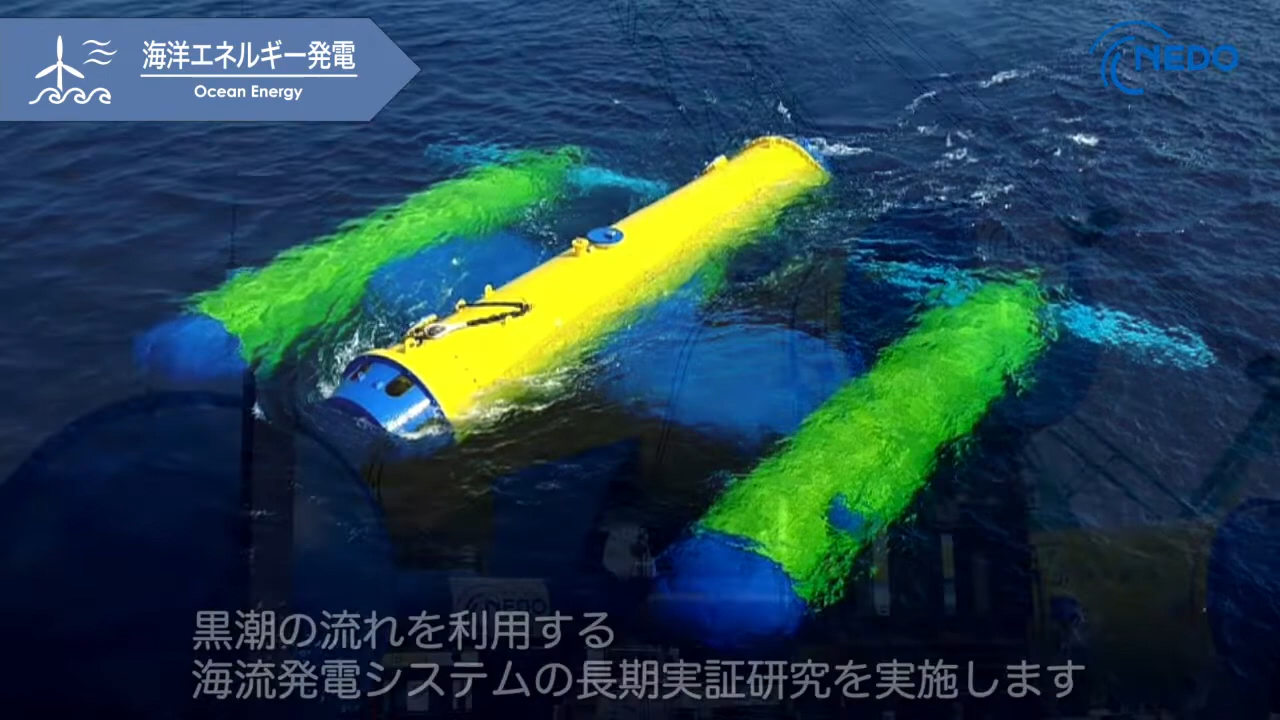 海洋エネルギー発電
Ocean Energy
NEDO
NEDO
黒潮の流れを利用する
海流発電システムの長期実証研究を実施します